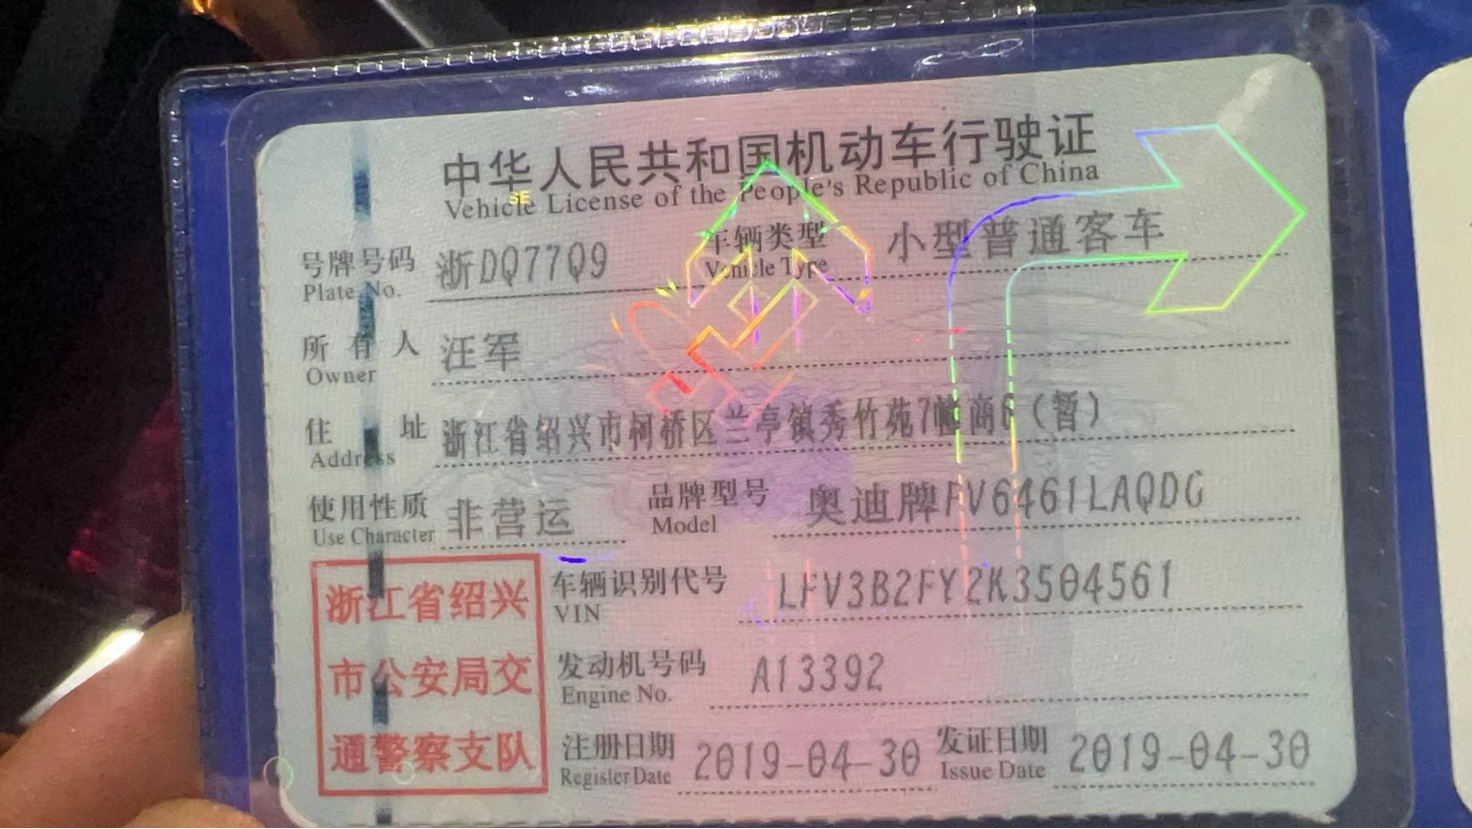 中华人民共和国机动车行驶证
Vehicle License of the People's Republic of China
号牌号码 浙DQ77Q9 车辆类型 小型普通客车
Plate No. Vehicle Type
所有人 汪军
Owner
住址 浙江省绍兴市柯桥区兰亭镇秀竹苑7幢商6(暂)
Address
使用性质 非营运 品牌型号 奥迪牌FV6461LAQDG
Use Character Model
浙江省绍兴
市公安局交
通警察支队
车辆识别代号 LFV3B2FY2K3504561
VIN
发动机号码 A13392
Engine No.
注册日期 2019-04-30 发证日期 2019-04-30
Register Date Issue Date